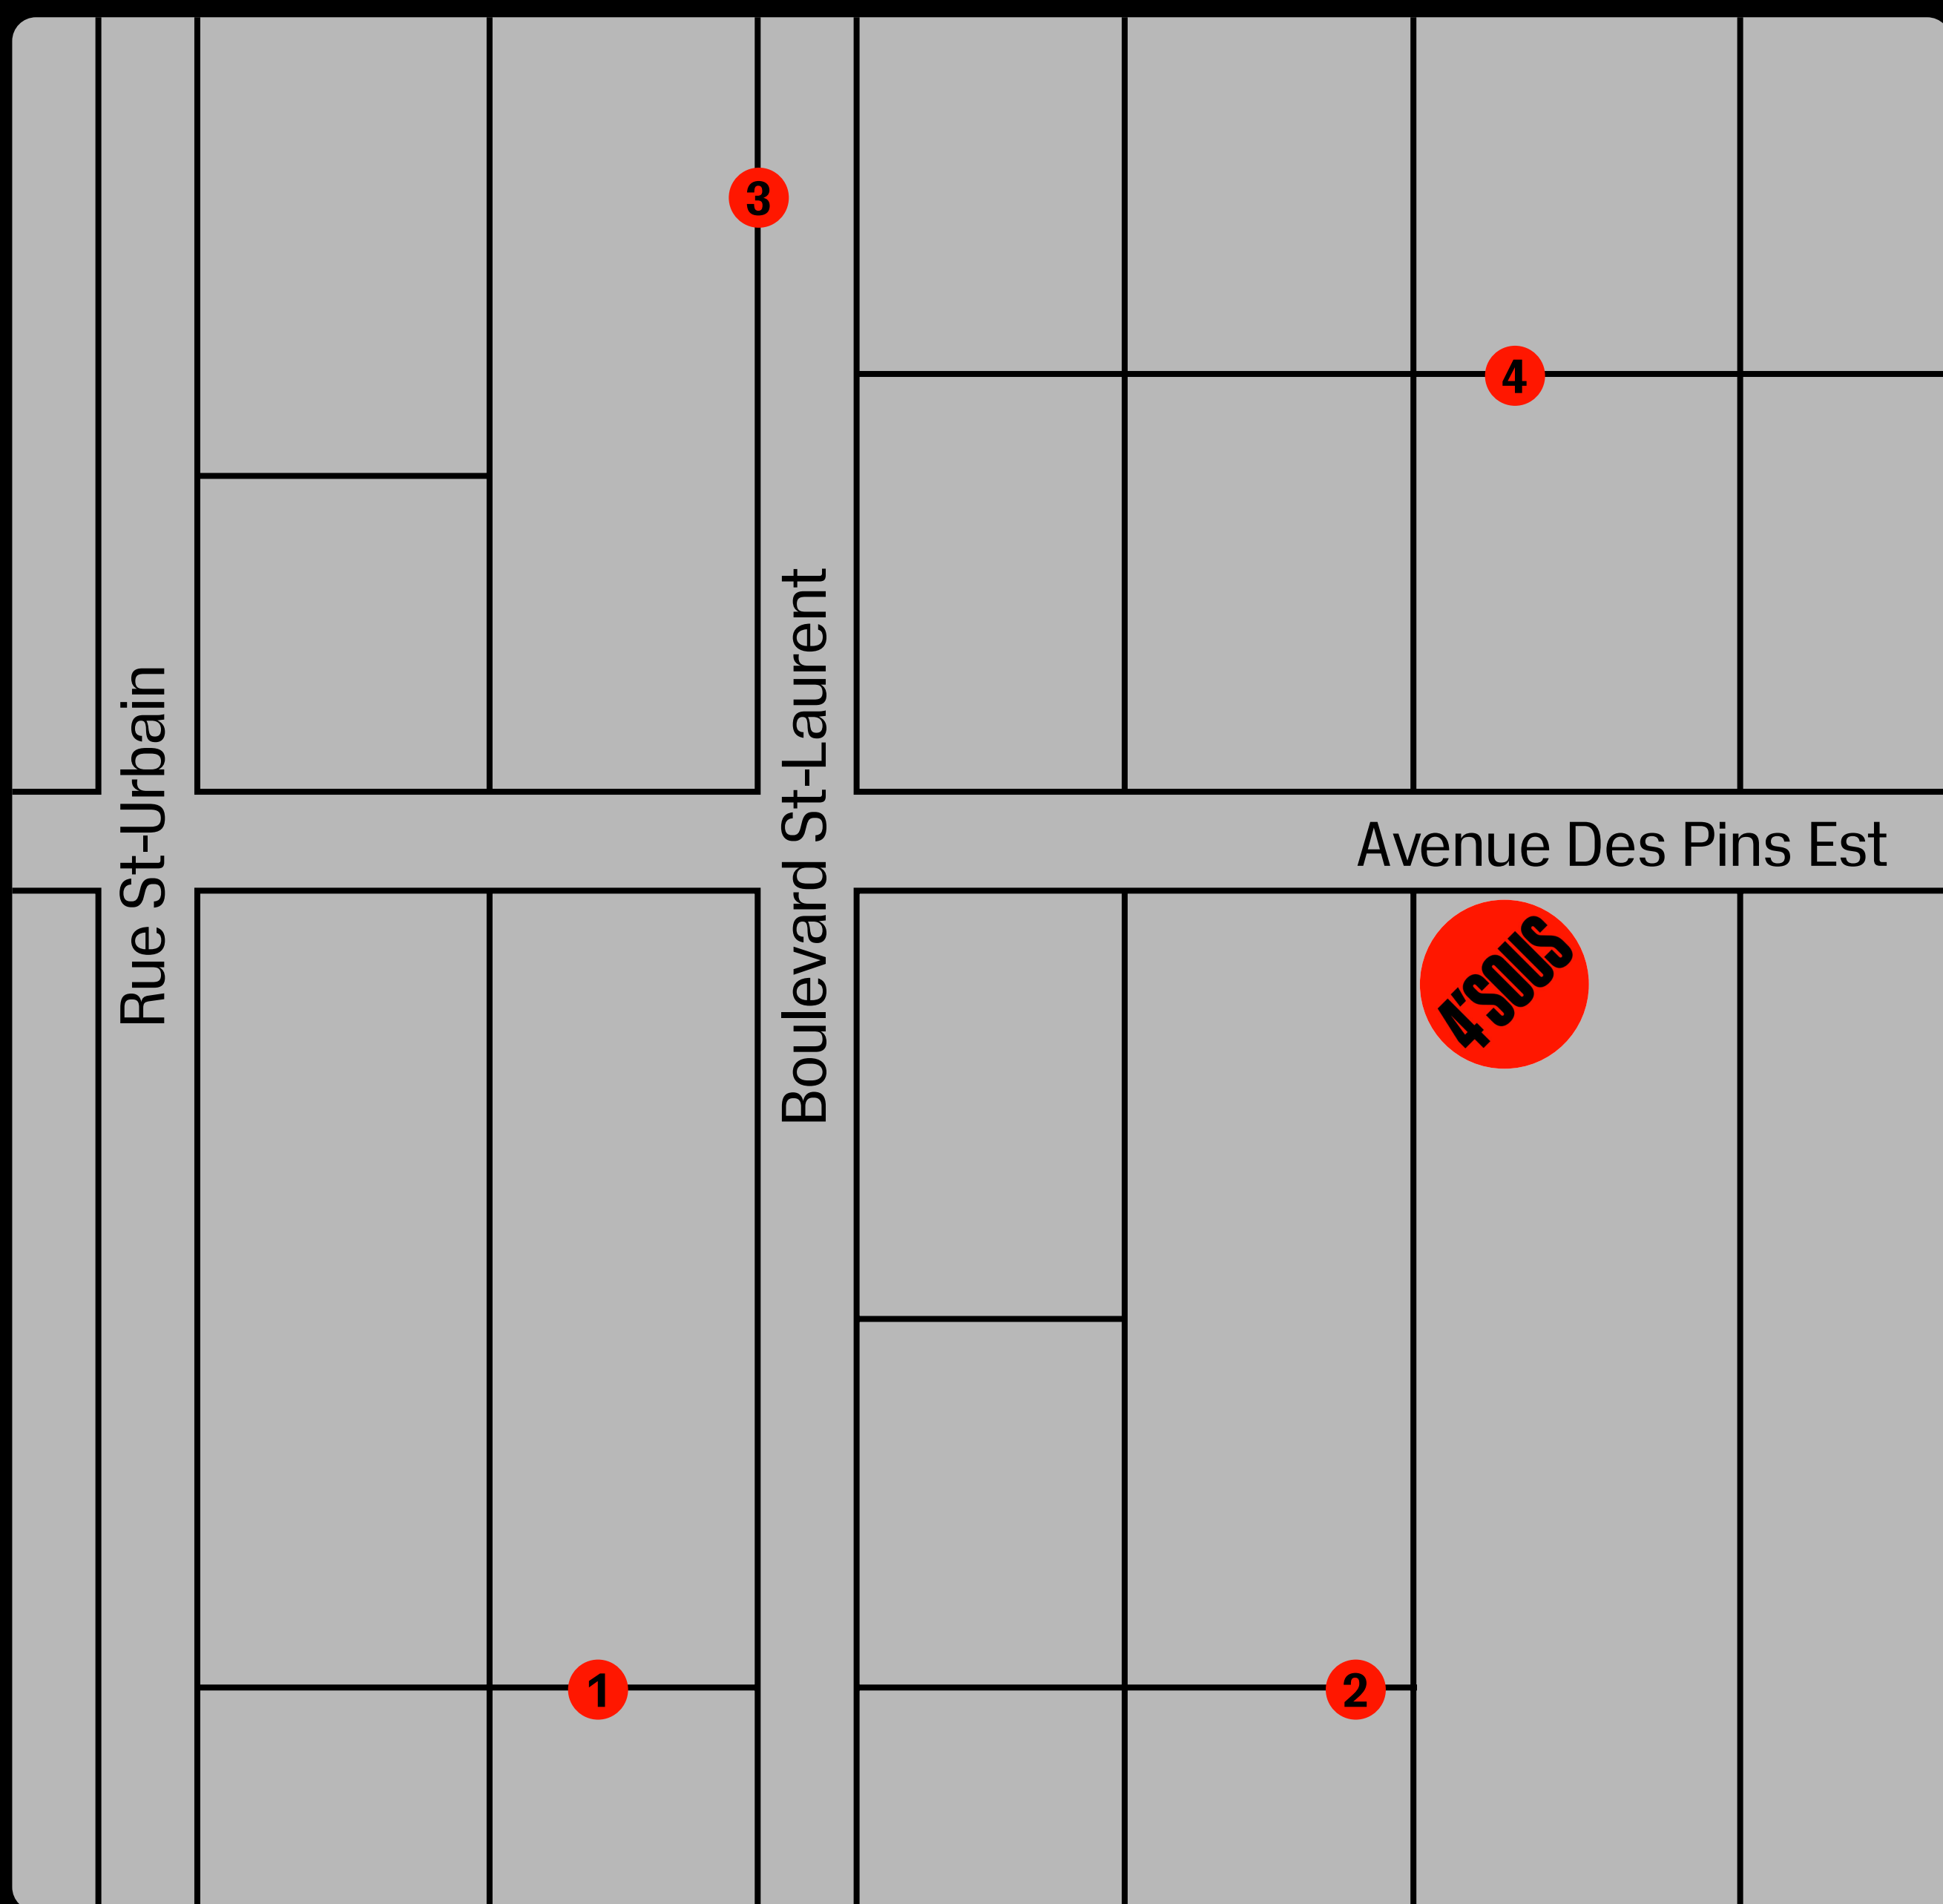 3
4
Rue St-Urbain
Boulevard St-Laurent
Avenue Des Pins Est
4'SOUS
1
2